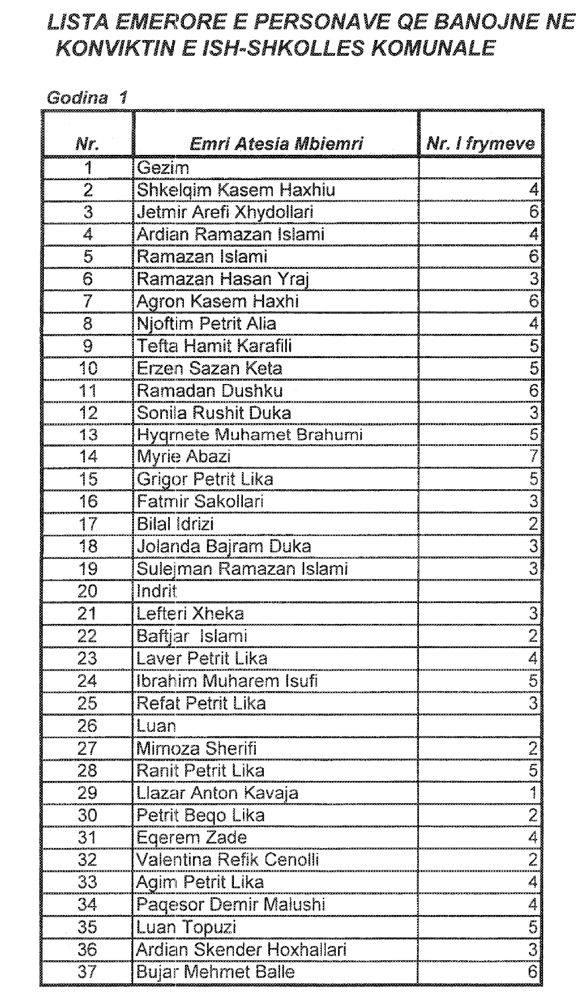 LISTA EMERORE E PERSONAVE QE BANOJNE NE
KONVIKTIN E ISH-SHKOLLES KOMUNALE
Godina 1
Nr. Emri Atesia Mbiemri Nr. I frymeve
1 Gezim
2 Shkelqim Kasem Haxhiu 4
3 Jetmir Arefi Xhydollari 6
4 Ardian Ramazan Islami 4
5 Ramazan Islami 6
6 Ramazan Hasan Yraj 3
7 Agron Kasem Haxhi 6
8 Njoftim Petrit Alia 4
9 Tefta Hamit Karafili 5
10 Erzen Sazan Keta 5
11 Ramadan Dushku 6
12 Sonila Rushit Duka 3
13 Hyqmete Muhamet Brahumi 5
14 Myrie Abazi 7
15 Grigor Petrit Lika 5
16 Fatmir Sakollari 3
17 Bilal Idrizi 2
18 Jolanda Bajram Duka 3
19 Sulejman Ramazan Islami 3
20 Indrit
21 Lefteri Xheka 3
22 Baftjar Islami 2
23 Laver Petrit Lika 4
24 Ibrahim Muharem Isufi 5
25 Refat Petrit Lika 3
26 Luan
27 Mimoza Sherifi 2
28 Ranit Petrit Lika 5
29 Llazar Anton Kavaja 1
30 Petrit Beqo Lika 2
31 Eqerem Zade 4
32 Valentina Refik Cenolli 2
33 Agim Petrit Lika 4
34 Paqesor Demir Malushi 4
35 Luan Topuzi 5
36 Ardian Skender Hoxhallari 3
37 Bujar Mehmet Balle 6